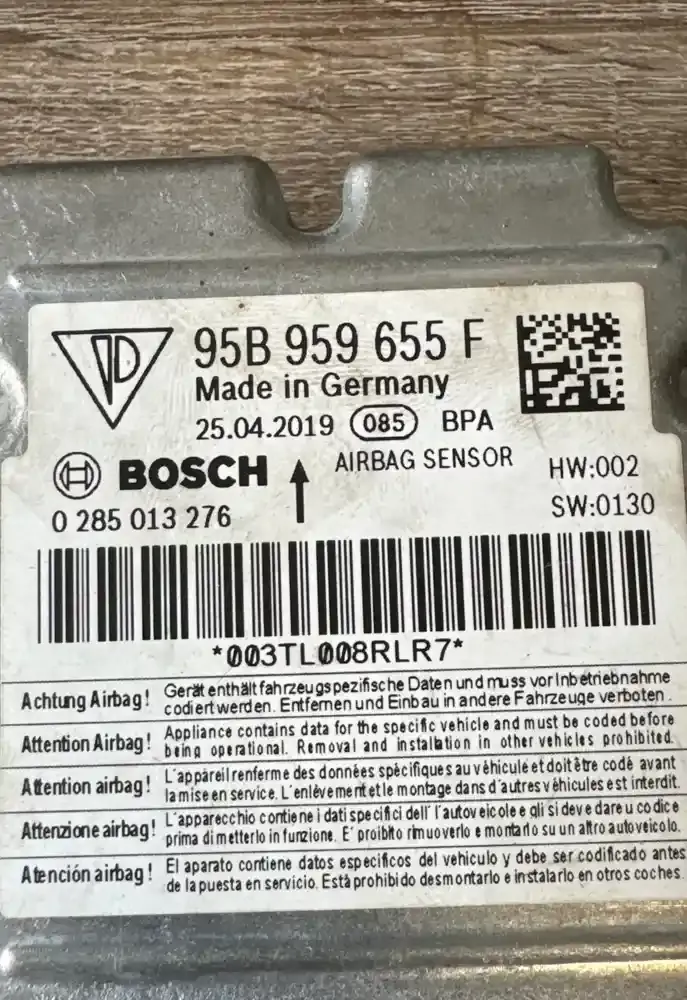 95B 959 655 F
Made in Germany
25.04.2019 085 BPA
BOSCH
AIRBAG SENSOR
HW:002
0 285 013 276
SW:0130
*003TL008RLR7*
Achtung Airbag! Gerät enthält fahrzeugspezifische Daten und muss vor Inbetriebnahme
codiert werden. Entfernen und Einbau in andere Fahrzeuge verboten.
Attention Airbag! Appliance contains data for the specific vehicle and must be coded before
being operational. Removal and installation in other vehicles prohibited.
Attention airbag! L'appareil renferme des données spécifiques au véhicule et doit être codé avant
la mise en service. L'enlèvement et le montage dans d'autres véhicules est interdit.
Attenzione airbag! L'apparecchio contiene i dati specifici dell' l'autoveicolo e gli si deve dare u codice
prima di metterlo in funzione. E' proibito rimuoverlo e montarlo su un altro autoveicolo.
Atención airbag! El aparato contiene datos específicos del vehiculo y debe ser codificado antes
de la puesta en servicio. Està prohibido desmontarlo e instalarlo en otros coches.